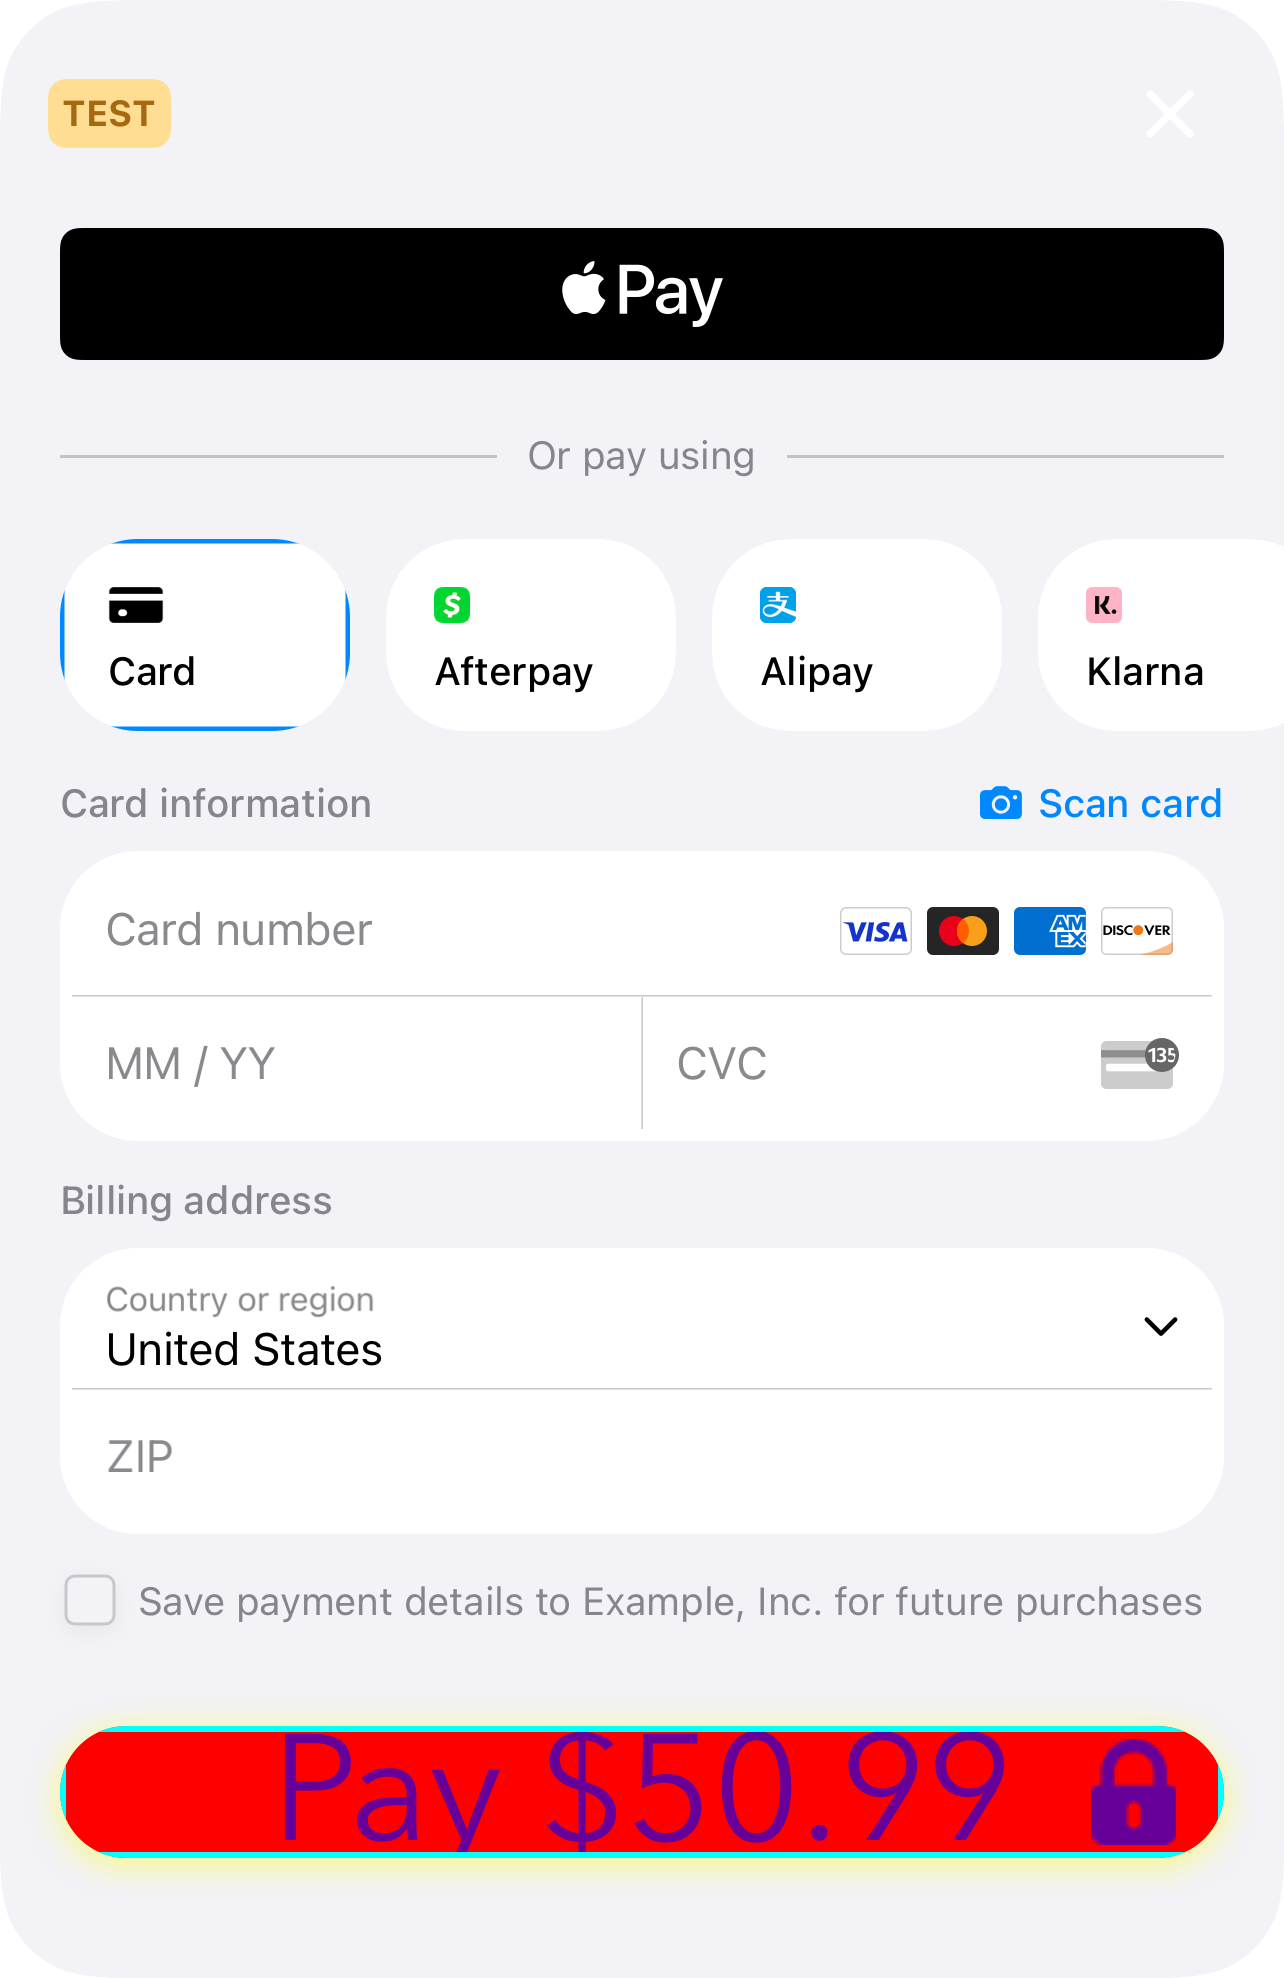 TEST
Pay
Or pay using
Card
$
Afterpay
支
Alipay
K.
Klarna
Card information
Scan card
Card number
VISA
AM
EX
DISCOVER
MM / YY
CVC
135
Billing address
Country or region
United States
ZIP
Save payment details to Example, Inc. for future purchases
Pay $50.99